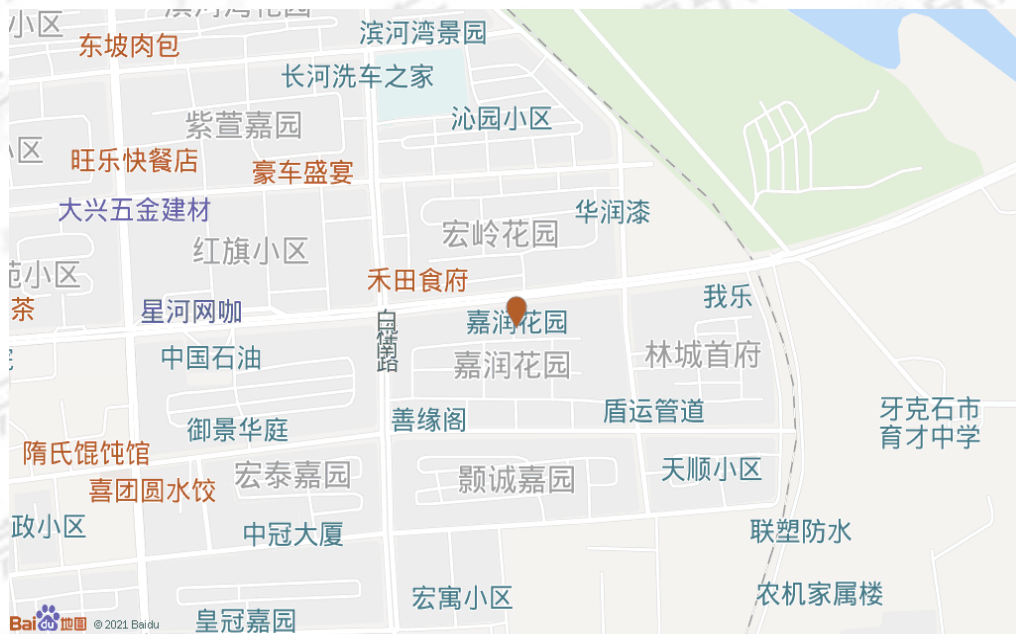 小区
滨河湾花园
滨河湾景园
东坡肉包
长河洗车之家
沁园小区
紫萱嘉园
小区
旺乐快餐店
豪车盛宴
大兴五金建材
华润漆
宏岭花园
红旗小区
苑小区
禾田食府
茶
星河网咖
我乐
嘉润花园
中国石油
嘉润花园
林城首府
善缘阁
盾运管道
牙克石市
育才中学
御景华庭
隋氏馄饨馆
宏泰嘉园
颢诚嘉园
天顺小区
喜团圆水饺
政小区
中冠大厦
联塑防水
宏寓小区
农机家属楼
皇冠嘉园
Baidu地图
© 2021 Baidu